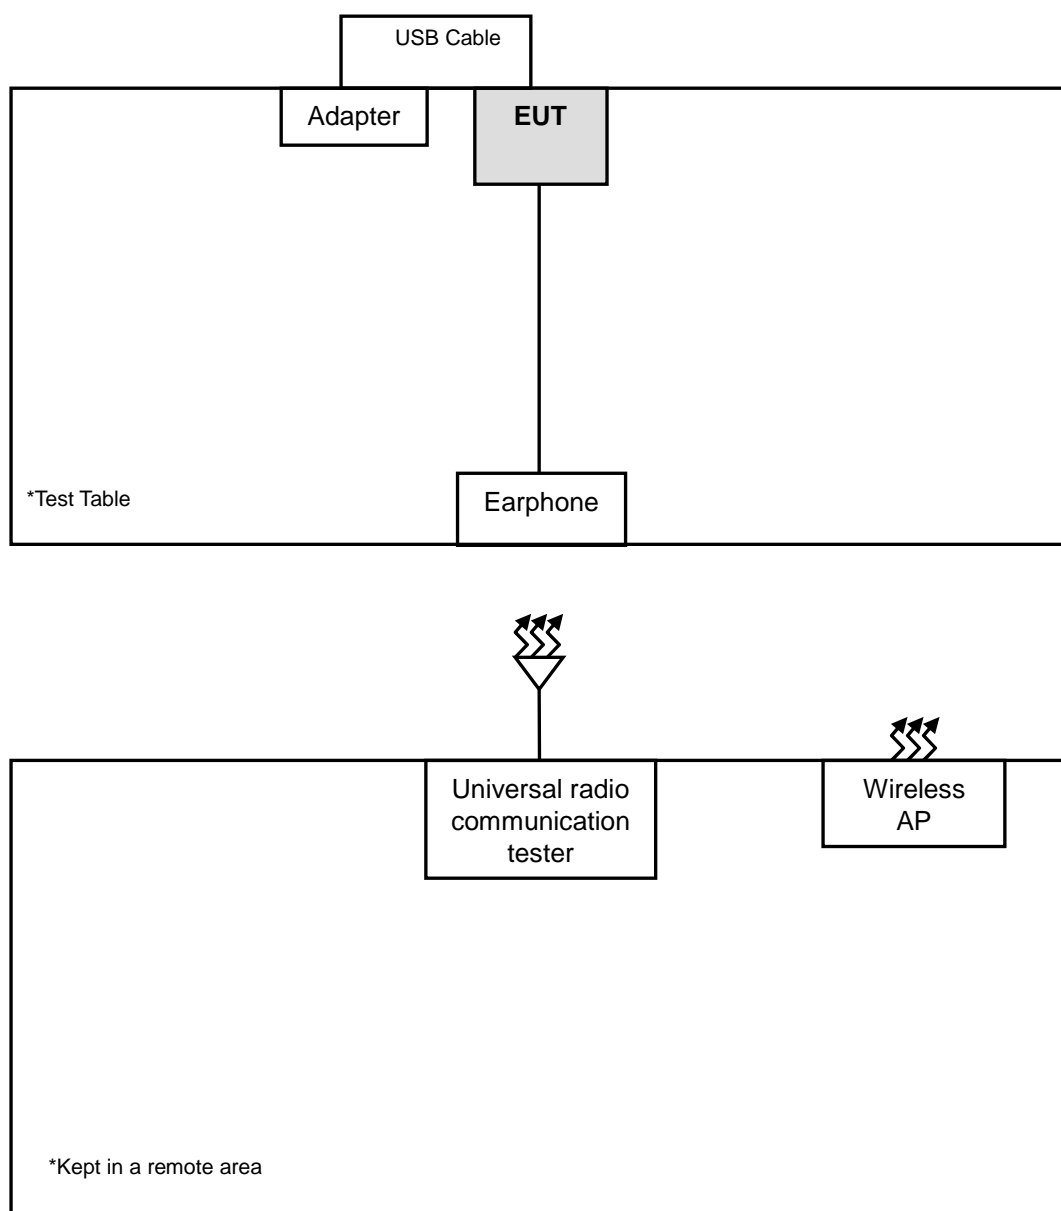 USB Cable
Adapter
EUT
*Test Table
Earphone
Universal radio
communication
tester
Wireless
AP
*Kept in a remote area